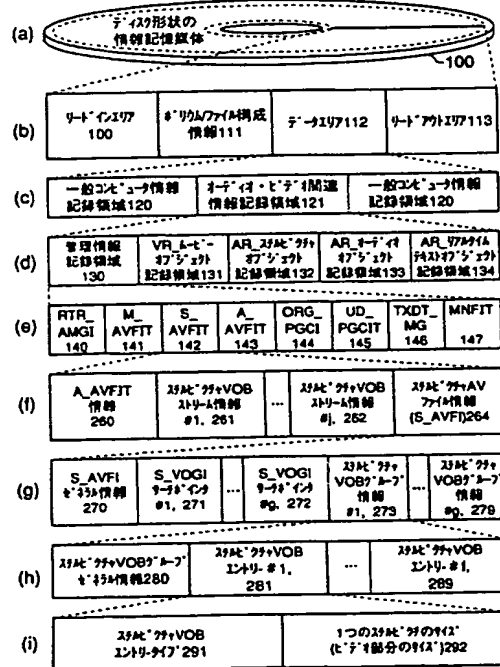 (a)
ディスク形状の
情報記憶媒体
100
(b)
リードインエリア
100
ボリウム/ファイル構成
情報111
データエリア112
リードアウトエリア113
(c)
一般コンピュータ情報
記録領域120
オーディオ・ビデオ関連
情報記録領域121
一般コンピュータ情報
記録領域120
(d)
管理情報
記録領域
130
VR_ムービー
オブジェクト
記録領域131
AR_スチルピクチャ
オブジェクト
記録領域132
AR_オーディオ
オブジェクト
記録領域133
AR_リアルタイム
テキストオブジェクト
記録領域134
(e)
RTR_
AMGI
140
M_
AVFIT
141
S_
AVFIT
142
A_
AVFIT
143
ORG_
PGCI
144
UD_
PGCIT
145
TXDT_
MG
146
MNFIT
147
(f)
A_AVFIT
情報
260
スチルピクチャVOB
ストリーム情報
#1, 261
...
スチルピクチャVOB
ストリーム情報
#j, 262
スチルピクチャAV
ファイル情報
(S_AVFI)264
(g)
S_AVFI
ゼネラル情報
270
S_VOGI
サーチポインタ
#1, 271
...
S_VOGI
サーチポインタ
#g, 272
スチルピクチャ
VOBグループ
情報
#1, 273
...
スチルピクチャ
VOBグループ
情報
#g, 279
(h)
スチルピクチャVOBグループ
ゼネラル情報280
スチルピクチャVOB
エントリー#1,
281
...
スチルピクチャVOB
エントリー#1,
289
(i)
スチルピクチャVOB
エントリータイプ291
1つのスチルピクチャのサイズ
(ビデオ部分のサイズ)292